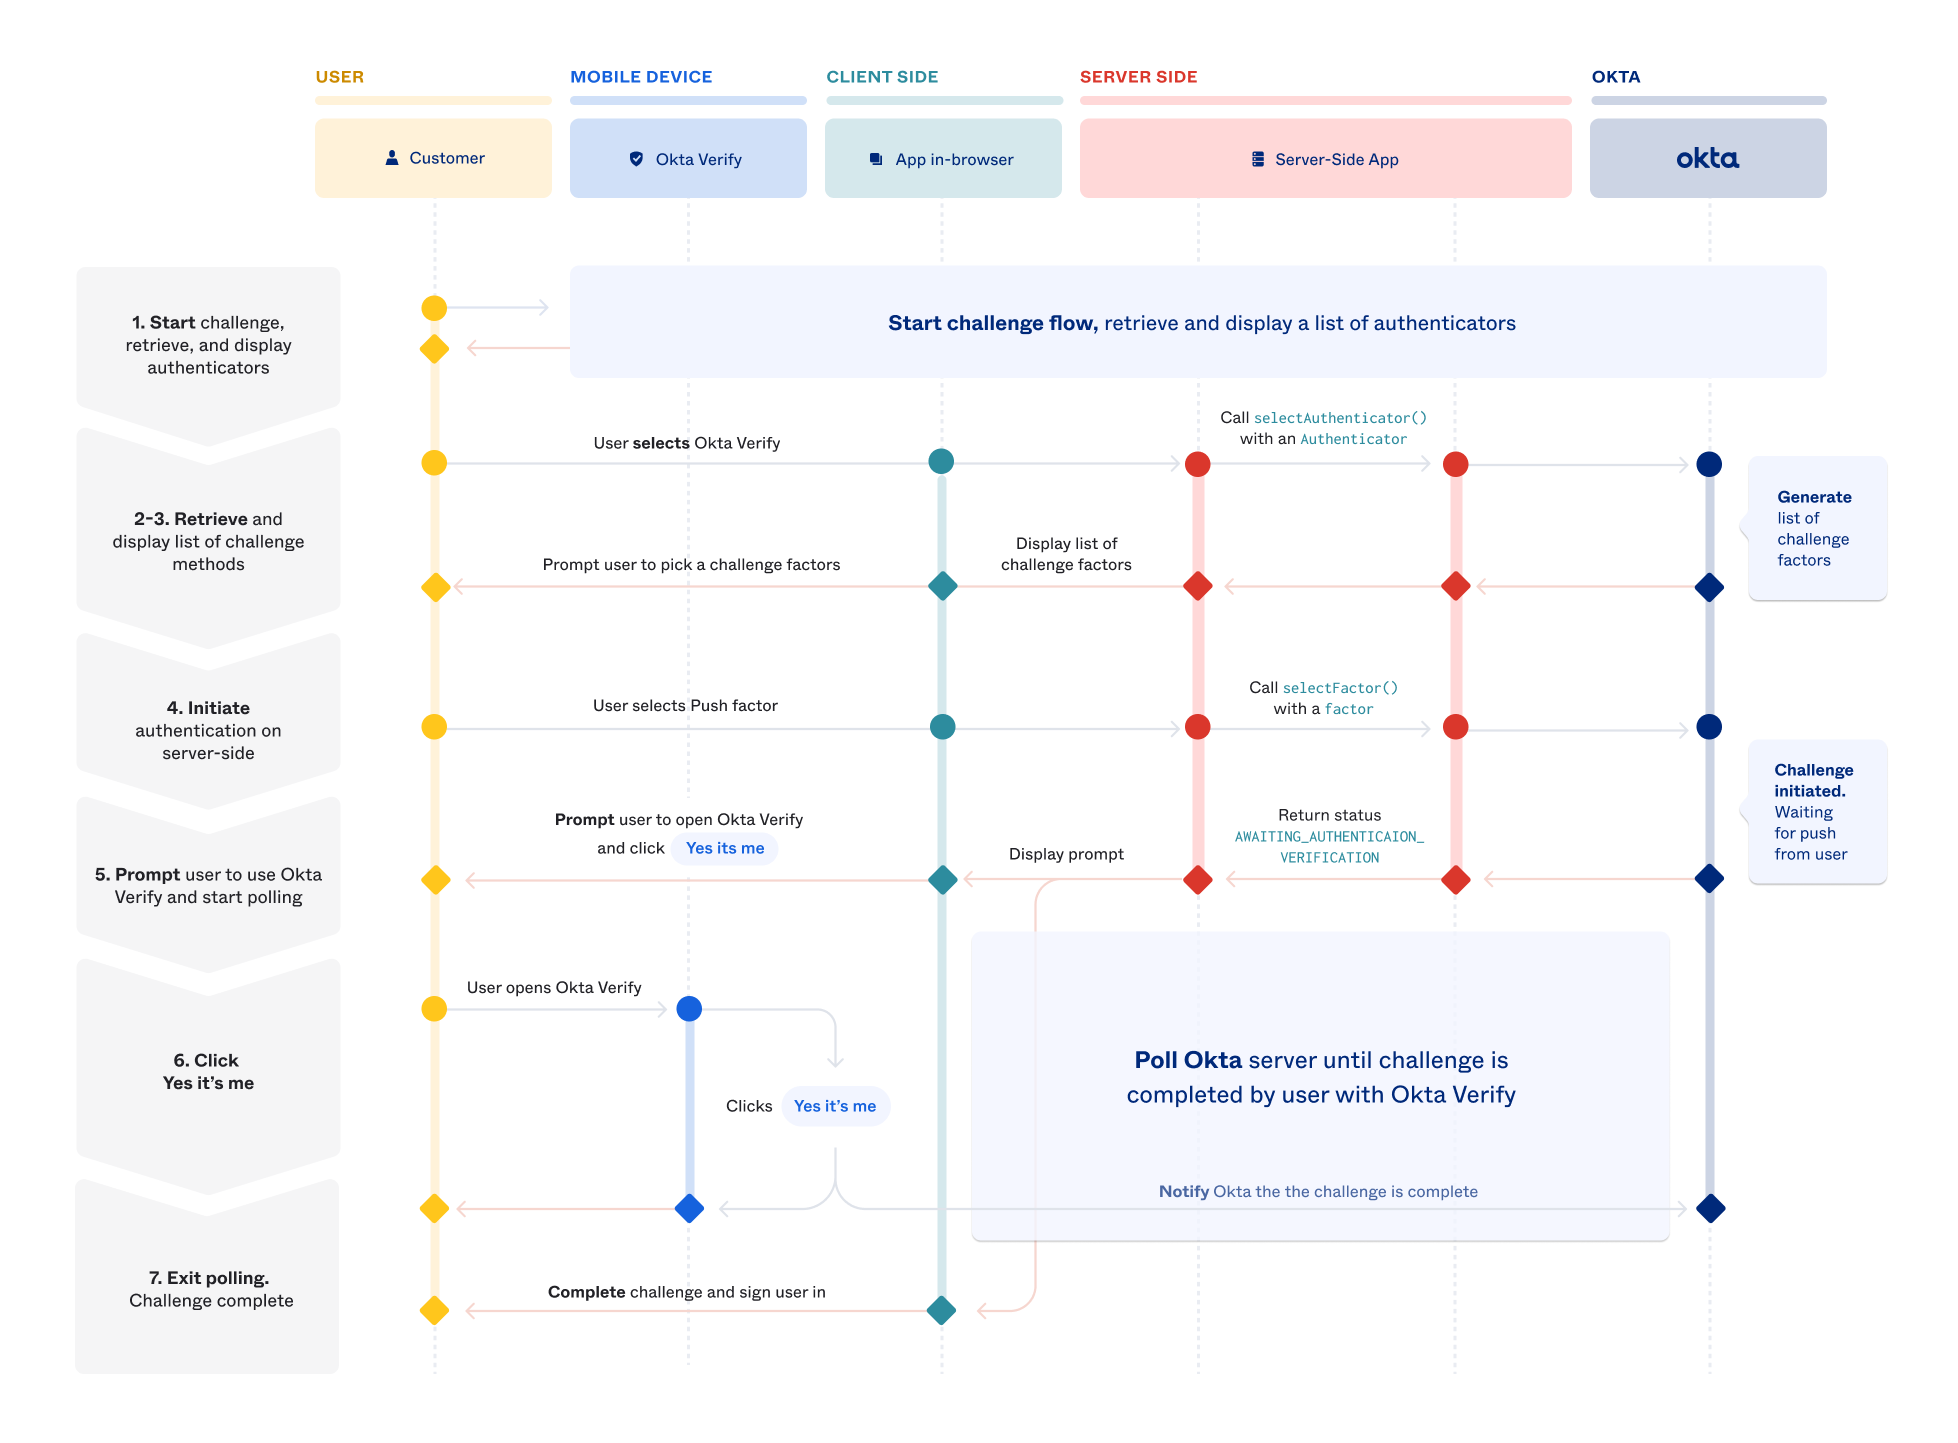 USER
MOBILE DEVICE
CLIENT SIDE
SERVER SIDE
OKTA
Customer
Okta Verify
App in-browser
Server-Side App
okta
1. Start challenge,
retrieve, and display
authenticators
Start challenge flow, retrieve and display a list of authenticators
2-3. Retrieve and
display list of challenge
methods
User selects Okta Verify
Call selectAuthenticator()
with an Authenticator
Generate
list of
challenge
factors
Prompt user to pick a challenge factors
Display list of
challenge factors
4. Initiate
authentication on
server-side
User selects Push factor
Call selectFactor()
with a factor
Challenge
initiated.
Waiting
for push
from user
5. Prompt user to use Okta
Verify and start polling
Prompt user to open Okta Verify
and click Yes its me
Display prompt
Return status
AWAITING_AUTHENTICAION_
VERIFICATION
6. Click
Yes it's me
User opens Okta Verify
Clicks Yes it's me
Poll Okta server until challenge is
completed by user with Okta Verify
Notify Okta the the challenge is complete
7. Exit polling.
Challenge complete
Complete challenge and sign user in